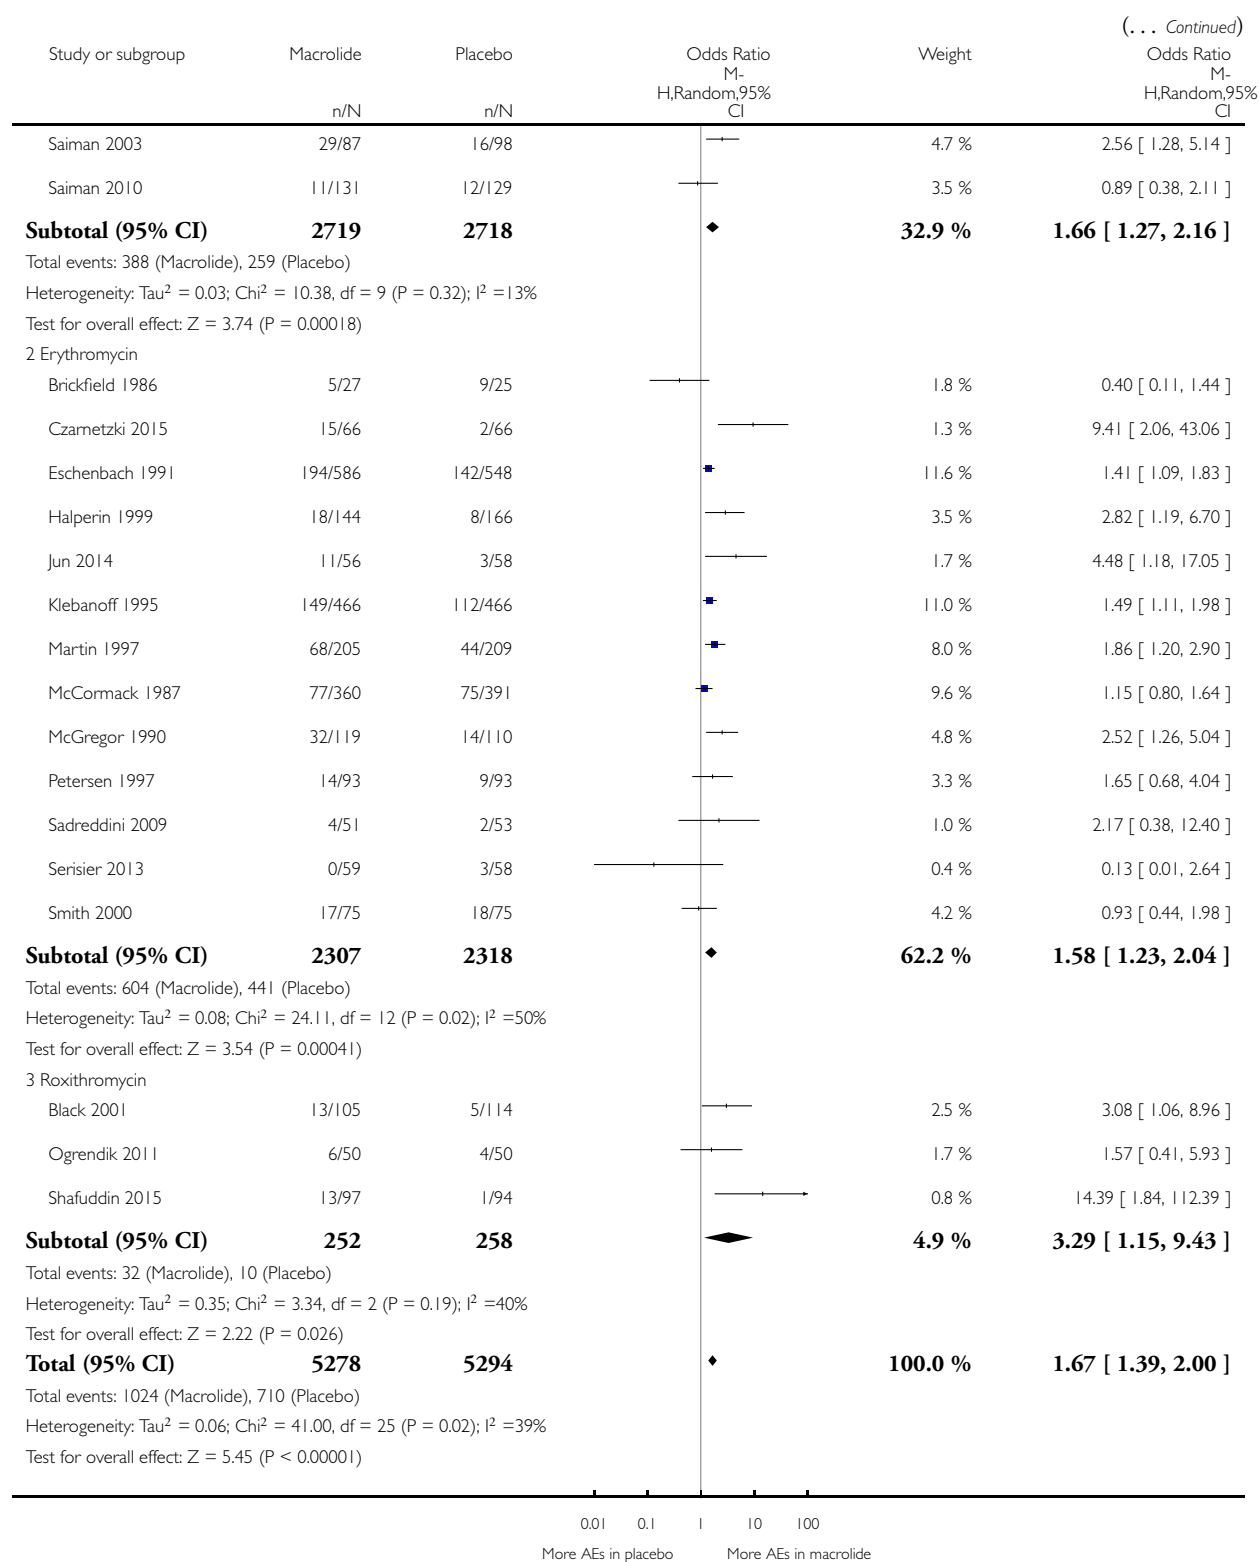 (... Continued)
Study or subgroup Macrolide Placebo Odds Ratio Weight Odds Ratio
M- M-
H,Random,95% H,Random,95%
n/N n/N CI CI
Saiman 2003 29/87 16/98 4.7 % 2.56 [ 1.28, 5.14 ]
Saiman 2010 11/131 12/129 3.5 % 0.89 [ 0.38, 2.11 ]
Subtotal (95% CI) 2719 2718 32.9 % 1.66 [ 1.27, 2.16 ]
Total events: 388 (Macrolide), 259 (Placebo)
Heterogeneity: Tau² = 0.03; Chi² = 10.38, df = 9 (P = 0.32); I² =13%
Test for overall effect: Z = 3.74 (P = 0.00018)
2 Erythromycin
Brickfield 1986 5/27 9/25 1.8 % 0.40 [ 0.11, 1.44 ]
Czarnetzki 2015 15/66 2/66 1.3 % 9.41 [ 2.06, 43.06 ]
Eschenbach 1991 194/586 142/548 11.6 % 1.41 [ 1.09, 1.83 ]
Halperin 1999 18/144 8/166 3.5 % 2.82 [ 1.19, 6.70 ]
Jun 2014 11/56 3/58 1.7 % 4.48 [ 1.18, 17.05 ]
Klebanoff 1995 149/466 112/466 11.0 % 1.49 [ 1.11, 1.98 ]
Martin 1997 68/205 44/209 8.0 % 1.86 [ 1.20, 2.90 ]
McCormack 1987 77/360 75/391 9.6 % 1.15 [ 0.80, 1.64 ]
McGregor 1990 32/119 14/110 4.8 % 2.52 [ 1.26, 5.04 ]
Petersen 1997 14/93 9/93 3.3 % 1.65 [ 0.68, 4.04 ]
Sadreddini 2009 4/51 2/53 1.0 % 2.17 [ 0.38, 12.40 ]
Serisier 2013 0/59 3/58 0.4 % 0.13 [ 0.01, 2.64 ]
Smith 2000 17/75 18/75 4.2 % 0.93 [ 0.44, 1.98 ]
Subtotal (95% CI) 2307 2318 62.2 % 1.58 [ 1.23, 2.04 ]
Total events: 604 (Macrolide), 441 (Placebo)
Heterogeneity: Tau² = 0.08; Chi² = 24.11, df = 12 (P = 0.02); I² =50%
Test for overall effect: Z = 3.54 (P = 0.00041)
3 Roxithromycin
Black 2001 13/105 5/114 2.5 % 3.08 [ 1.06, 8.96 ]
Ogrendik 2011 6/50 4/50 1.7 % 1.57 [ 0.41, 5.93 ]
Shafuddin 2015 13/97 1/94 0.8 % 14.39 [ 1.84, 112.39 ]
Subtotal (95% CI) 252 258 4.9 % 3.29 [ 1.15, 9.43 ]
Total events: 32 (Macrolide), 10 (Placebo)
Heterogeneity: Tau² = 0.35; Chi² = 3.34, df = 2 (P = 0.19); I² =40%
Test for overall effect: Z = 2.22 (P = 0.026)
Total (95% CI) 5278 5294 100.0 % 1.67 [ 1.39, 2.00 ]
Total events: 1024 (Macrolide), 710 (Placebo)
Heterogeneity: Tau² = 0.06; Chi² = 41.00, df = 25 (P = 0.02); I² =39%
Test for overall effect: Z = 5.45 (P < 0.00001)
0.01 0.1 1 10 100
More AEs in placebo More AEs in macrolide